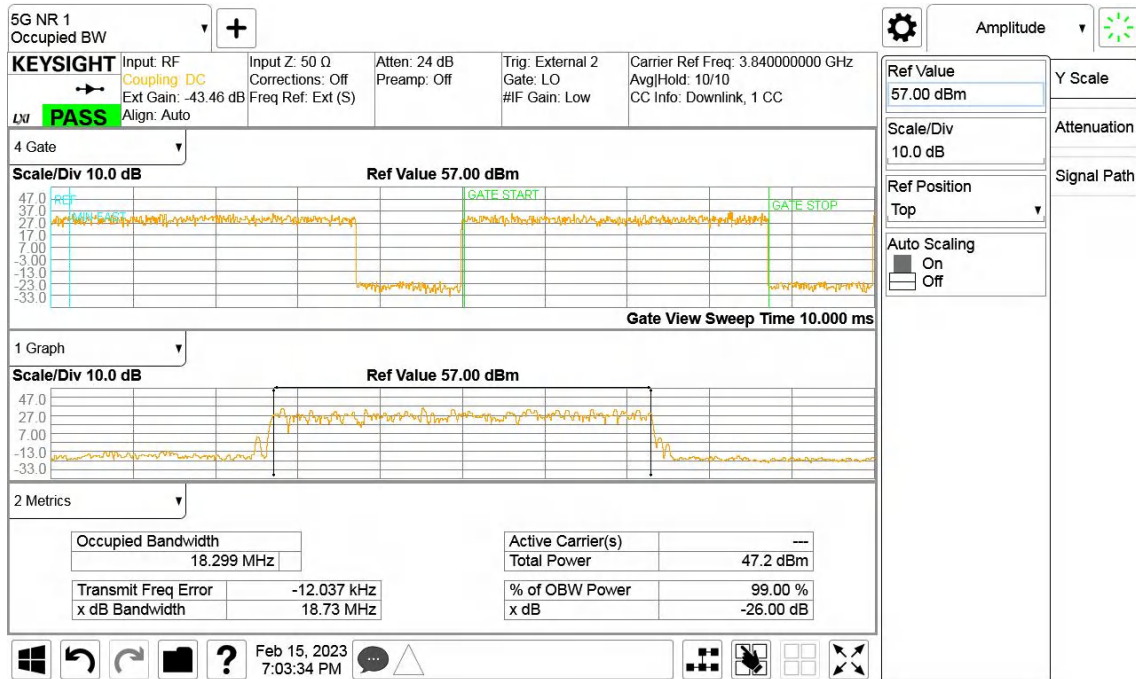 5G NR 1
Occupied BW
+
Amplitude
KEYSIGHT
Input: RF
Coupling: DC
Ext Gain: -43.46 dB
Align: Auto
Input Z: 50 Ω
Corrections: Off
Freq Ref: Ext (S)
Atten: 24 dB
Preamp: Off
Trig: External 2
Gate: LO
#IF Gain: Low
Carrier Ref Freq: 3.840000000 GHz
Avg|Hold: 10/10
CC Info: Downlink, 1 CC
LXI PASS
4 Gate
Scale/Div 10.0 dB
Ref Value 57.00 dBm
47.0
37.0
27.0
17.0
7.00
-3.00
-13.0
-23.0
-33.0
REF
MIN FAST
GATE START
GATE STOP
Gate View Sweep Time 10.000 ms
1 Graph
Scale/Div 10.0 dB
Ref Value 57.00 dBm
47.0
27.0
7.00
-13.0
-33.0
2 Metrics
Occupied Bandwidth
18.299 MHz
Transmit Freq Error -12.037 kHz
x dB Bandwidth 18.73 MHz
Active Carrier(s) ---
Total Power 47.2 dBm
% of OBW Power 99.00 %
x dB -26.00 dB
?
Feb 15, 2023
7:03:34 PM
Ref Value
57.00 dBm
Scale/Div
10.0 dB
Ref Position
Top
Auto Scaling
On
Off
Y Scale
Attenuation
Signal Path